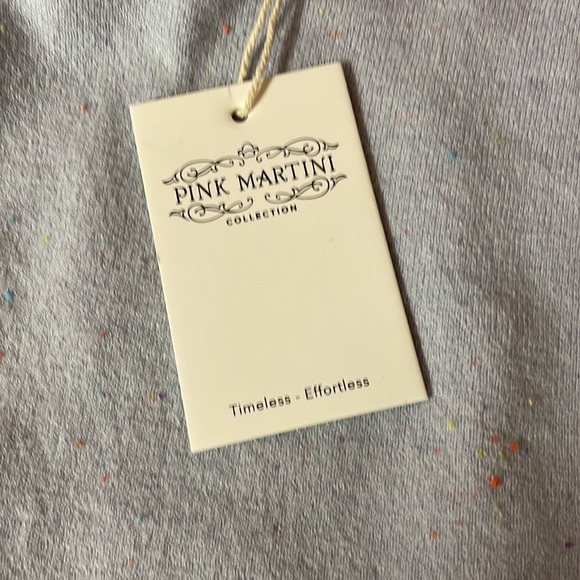 PINK MARTINI
COLLECTION
Timeless - Effortless